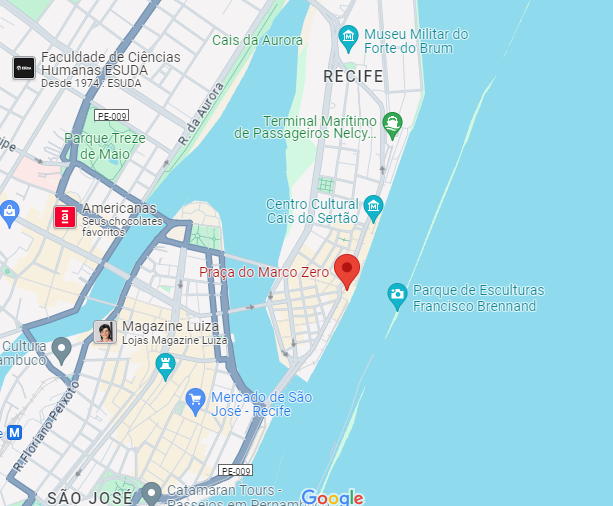 Museu Militar do
Forte do Brum
Cais da Aurora
Faculdade de Ciências
Humanas ESUDA
Desde 1974 : ESUDA
RECIFE
PE-009
R. da Aurora
Terminal Marítimo
de Passageiros Nelcy...
Parque Treze
de Maio
ipe
Americanas
Seus chocolates
favoritos
Centro Cultural
Cais do Sertão
Praça do Marco Zero
Parque de Esculturas
Francisco Brennand
Magazine Luiza
Lojas Magazine Luiza
Cultura
ambuco
Mercado de São
José - Recife
R. Floriano Peixoto
e
M
PE-009
SÃO JOSÉ
Catamaran Tours -
Passeios em Pernambu
Google